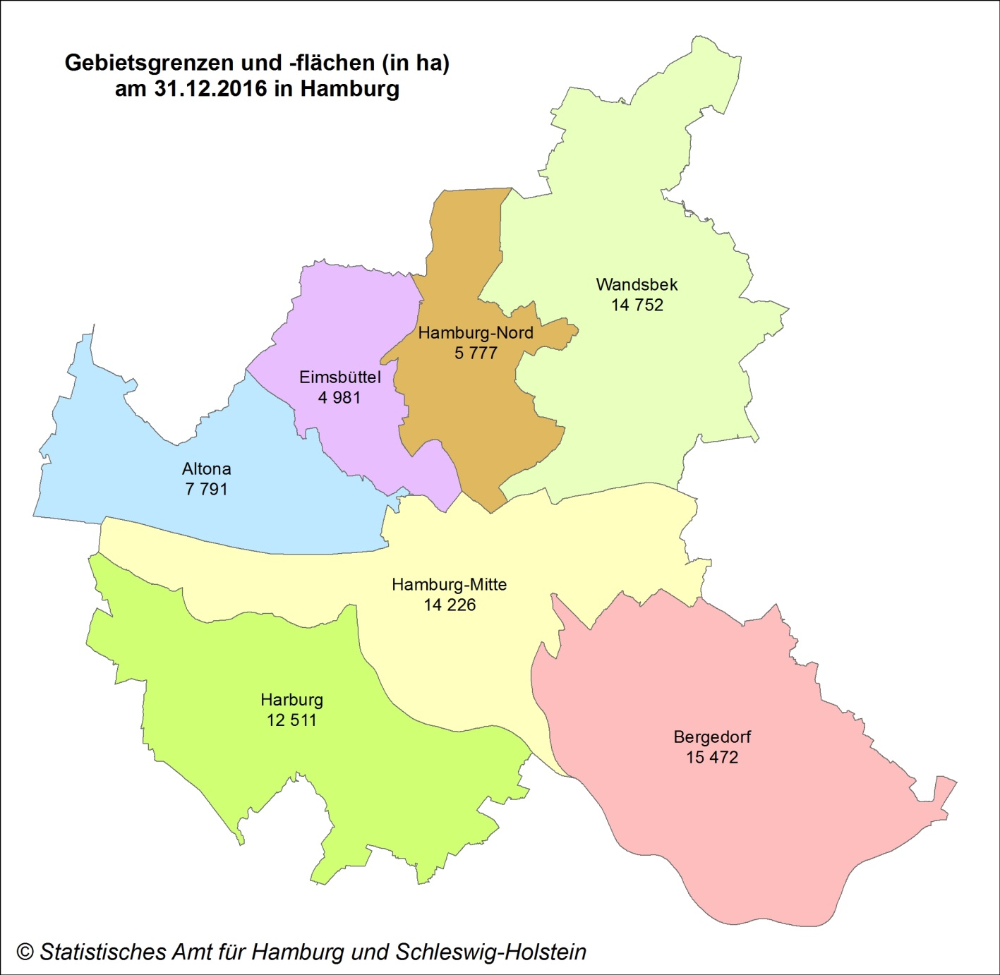 Gebietsgrenzen und -flächen (in ha)
am 31.12.2016 in Hamburg
Wandsbek
14 752
Hamburg-Nord
5 777
Eimsbüttel
4 981
Altona
7 791
Hamburg-Mitte
14 226
Harburg
12 511
Bergedorf
15 472
© Statistisches Amt für Hamburg und Schleswig-Holstein